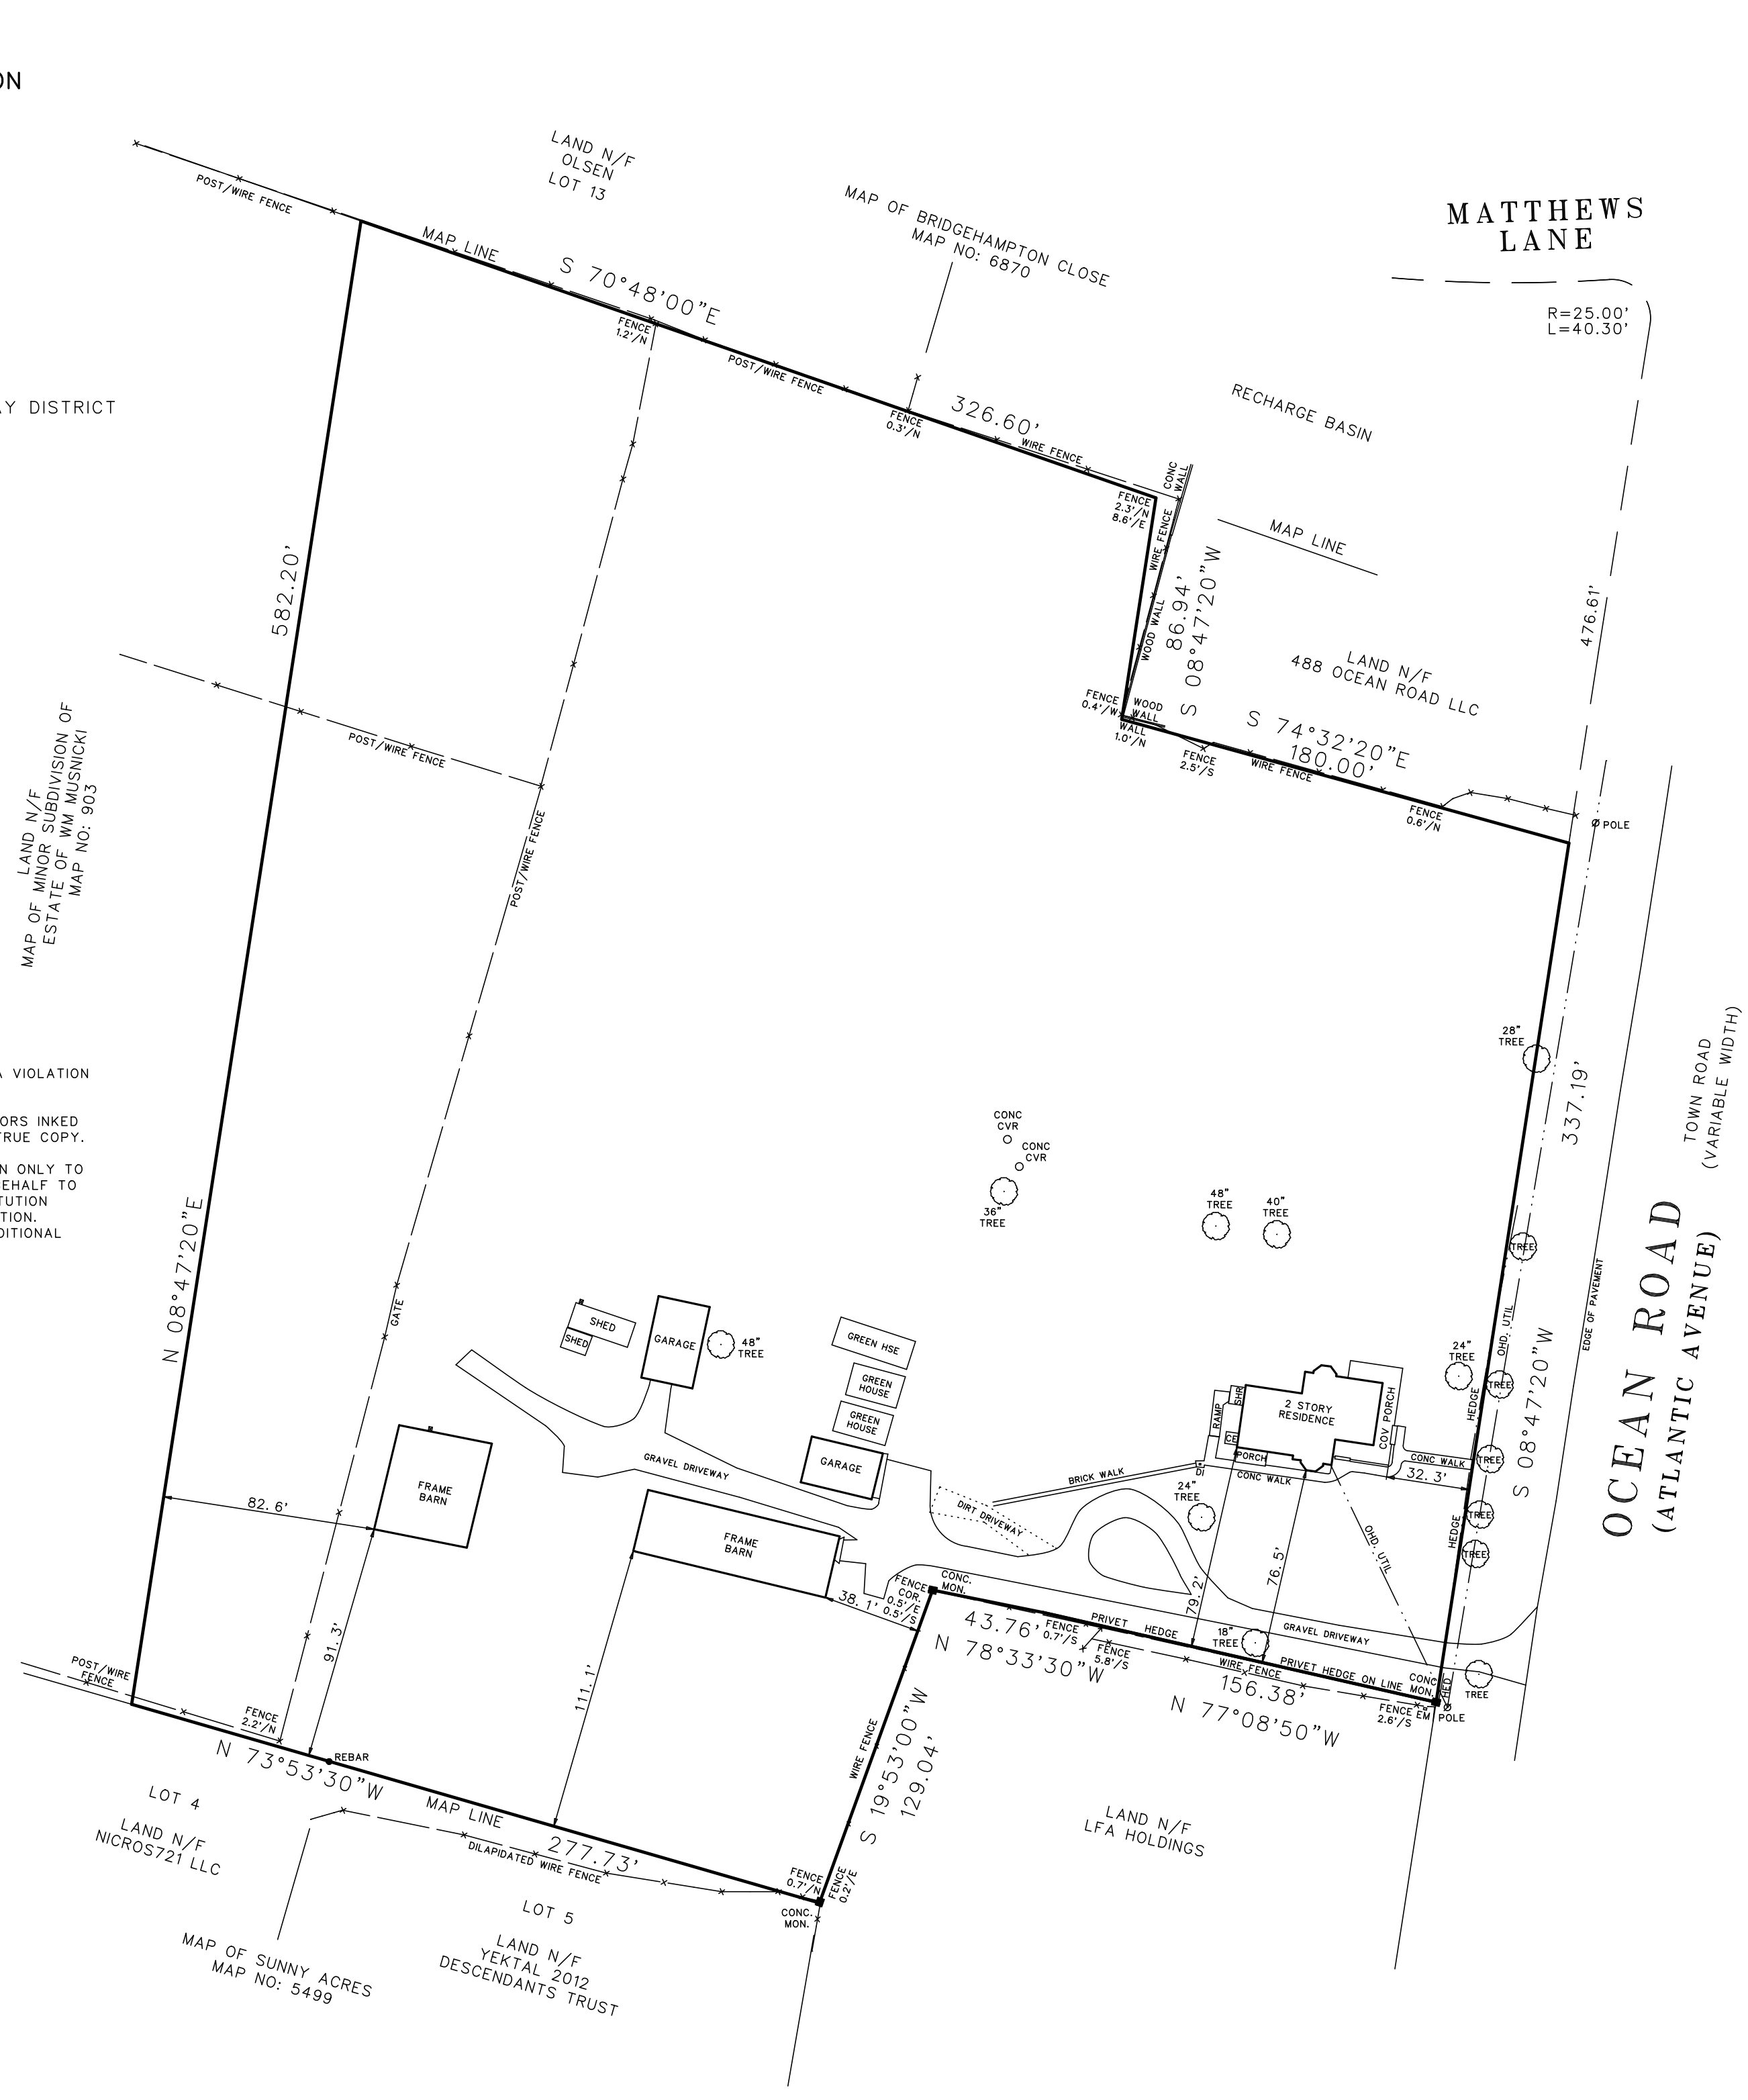 ON
LAND N/F
OLSEN
LOT 13
POST/WIRE FENCE
MAP LINE
S 70°48'00"E
MAP OF BRIDGEHAMPTON CLOSE
MAP NO: 6870
MATTHEWS
LANE
R=25.00'
L=40.30'
FENCE
1.2'/N
POST/WIRE FENCE
FENCE
0.3'/N
326.60'
WIRE FENCE
RECHARGE BASIN
AY DISTRICT
CONC
WALL
FENCE
2.3'/N
8.6'/E
WIRE FENCE
WOOD WALL
86.94'
S 08°47'20"W
MAP LINE
476.61'
582.20'
LAND N/F
488 OCEAN ROAD LLC
FENCE
0.4'/W
WOOD
WALL
WALL
1.0'/N
S 74°32'20"E
180.00'
FENCE
2.5'/S
WIRE FENCE
FENCE
0.6'/N
POLE
POST/WIRE FENCE
POST/WIRE FENCE
LAND N/F
MAP OF MINOR SUBDIVISION OF
ESTATE OF WM MUSNICKI
MAP NO: 903
28"
TREE
337.19'
TOWN ROAD
(VARIABLE WIDTH)
A VIOLATION
ORS INKED
TRUE COPY.
N ONLY TO
EHALF TO
TUTION
TION.
DITIONAL
CONC
CVR
CONC
CVR
36"
TREE
48"
TREE
40"
TREE
TREE
N 08°47'20"E
GATE
SHED
SHED
GARAGE
48"
TREE
GREEN HSE
GREEN
HOUSE
GREEN
HOUSE
GARAGE
24"
TREE
TREE
OHD. UTIL
EDGE OF PAVEMENT
S 08°47'20"W
OCEAN ROAD
(ATLANTIC AVENUE)
HEDGE
2 STORY
RESIDENCE
COV PORCH
SHR
RAMP
CE
PORCH
DI
CONC WALK
CONC WALK
32.3'
TREE
TREE
TREE
HEDGE
BRICK WALK
24"
TREE
DIRT DRIVEWAY
GRAVEL DRIVEWAY
FRAME
BARN
FRAME
BARN
82.6'
91.3'
111.1'
38.1'
FENCE
COR.
0.5'/E
0.5'/S
CONC.
MON.
79.2'
76.5'
OHD. UTIL
43.76'
N 78°33'30"W
FENCE
0.7'/S
PRIVET HEDGE
FENCE
5.8'/S
18"
TREE
GRAVEL DRIVEWAY
WIRE FENCE
PRIVET HEDGE ON LINE
156.38'
N 77°08'50"W
CONC
MON.
HED
TREE
FENCE
2.6'/S
EM
POLE
POST/WIRE
FENCE
FENCE
2.2'/N
N 73°53'30"W
REBAR
MAP LINE
277.73'
DILAPIDATED WIRE FENCE
WIRE FENCE
S 19°53'00"W
129.04'
FENCE
0.7'/N
FENCE
0.2'/E
CONC.
MON.
LOT 4
LAND N/F
NICROS721 LLC
LAND N/F
LFA HOLDINGS
LOT 5
LAND N/F
YEKTAL 2012
DESCENDANTS TRUST
MAP OF SUNNY ACRES
MAP NO: 5499